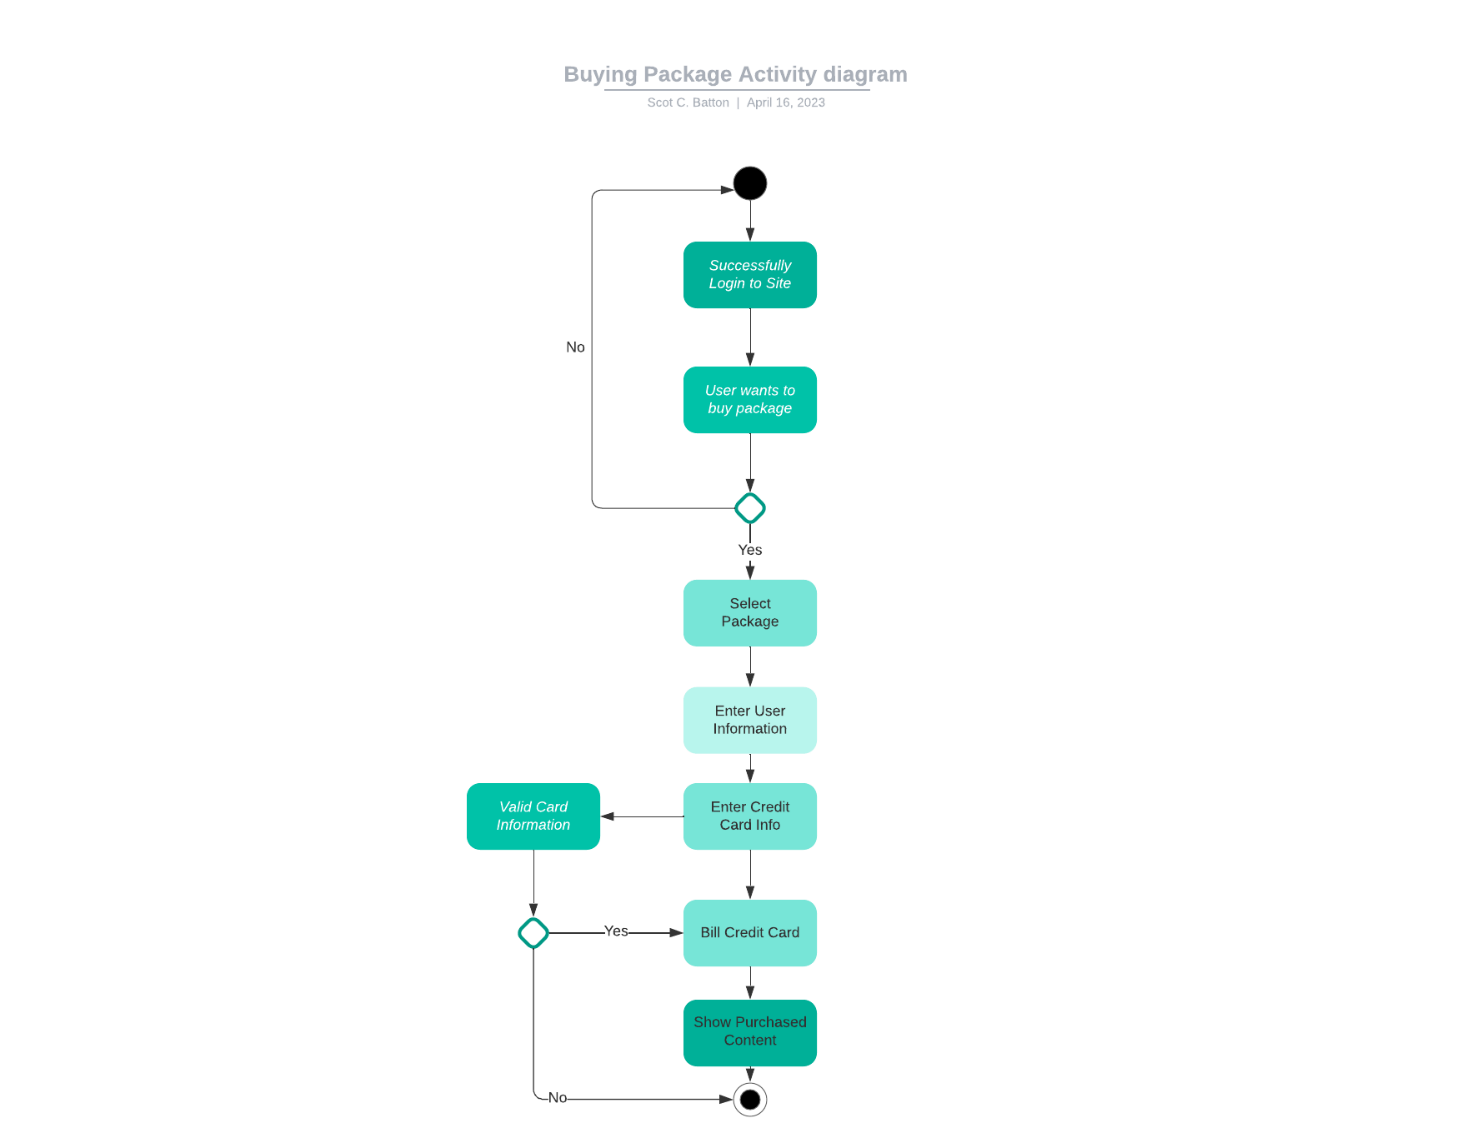 Buying Package Activity diagram
Scot C. Batton | April 16, 2023
Successfully
Login to Site
No
User wants to
buy package
Yes
Select
Package
Enter User
Information
Valid Card
Information
Enter Credit
Card Info
Yes
Bill Credit Card
Show Purchased
Content
No